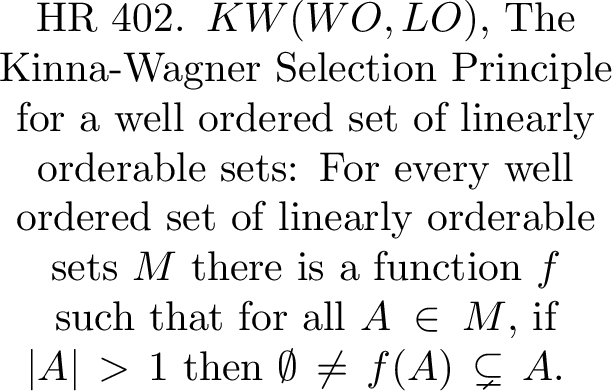 HR 402. KW(WO, LO), The
Kinna-Wagner Selection Principle
for a well ordered set of linearly
orderable sets: For every well
ordered set of linearly orderable
sets M there is a function f
such that for all A ∈ M, if
|A| > 1 then ∅ ≠ f(A) ⊊ A.